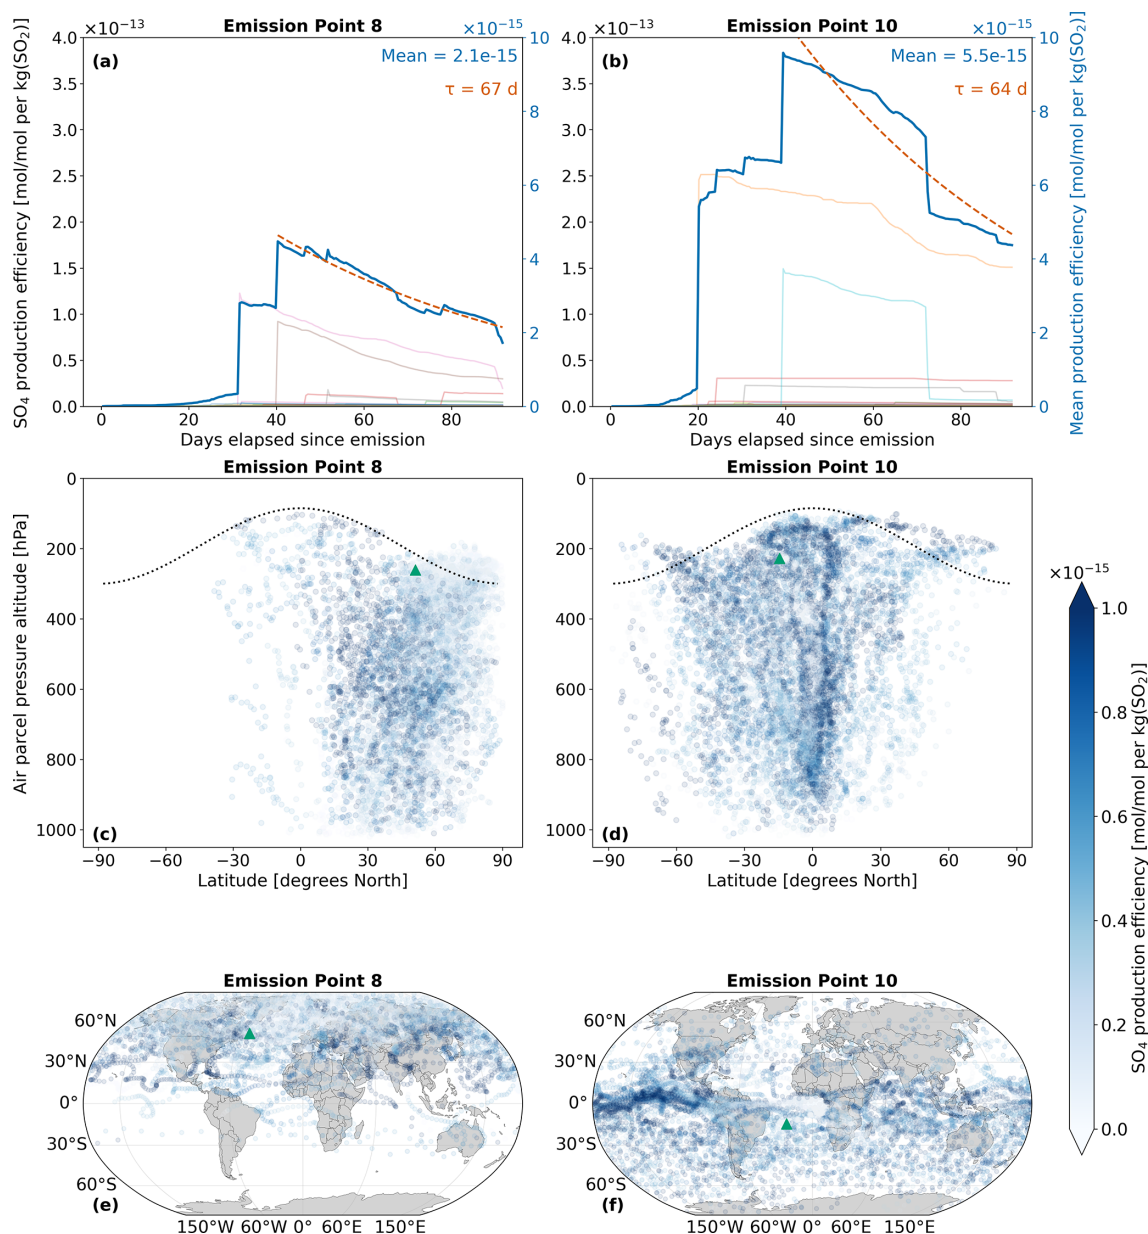 Emission Point 8
Emission Point 10
×10⁻¹³
×10⁻¹⁵
×10⁻¹³
×10⁻¹⁵
SO₄ production efficiency [mol/mol per kg(SO₂)]
4.0
3.5
3.0
2.5
2.0
1.5
1.0
0.5
0.0
(a)
Mean = 2.1e-15
τ = 67 d
10
8
6
4
2
0
0 20 40 60 80
Days elapsed since emission
4.0
3.5
3.0
2.5
2.0
1.5
1.0
0.5
0.0
(b)
Mean = 5.5e-15
τ = 64 d
10
8
6
4
2
0
Mean production efficiency [mol/mol per kg(SO₂)]
0 20 40 60 80
Days elapsed since emission
Emission Point 8
Air parcel pressure altitude [hPa]
0
200
400
600
800
1000
(c)
−90 −60 −30 0 30 60 90
Latitude [degrees North]
Emission Point 10
0
200
400
600
800
1000
(d)
−90 −60 −30 0 30 60 90
Latitude [degrees North]
×10⁻¹⁵
1.0
0.8
0.6
0.4
0.2
0.0
SO₄ production efficiency [mol/mol per kg(SO₂)]
Emission Point 8
60°N
30°N
0°
30°S
60°S
(e)
150°W 60°W 0° 60°E 150°E
Emission Point 10
60°N
30°N
0°
30°S
60°S
(f)
150°W 60°W 0° 60°E 150°E